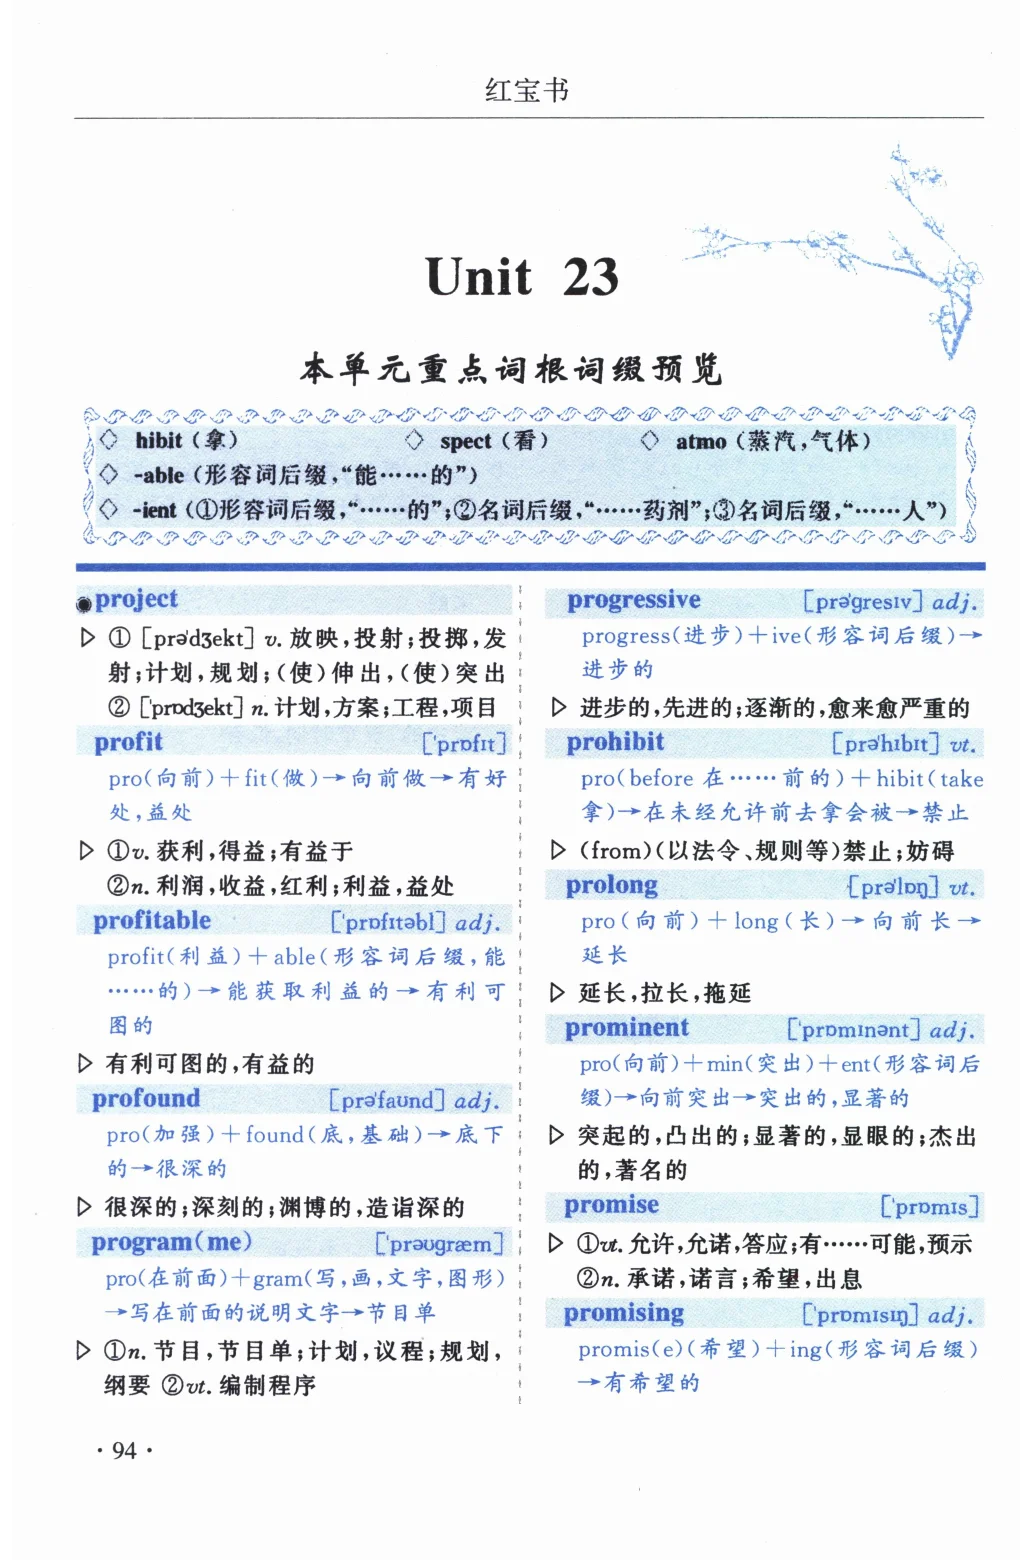 红宝书
Unit 23
本单元重点词根词缀预览
◇ hibit (拿) ◇ spect (看) ◇ atmo (蒸汽,气体)
◇ -able (形容词后缀,“能……的”)
◇ -ient (①形容词后缀,“……的”;②名词后缀,“……药剂”;③名词后缀,“……人”)
project
▷ ① [prə'dʒekt] v. 放映,投射;投掷,发
射;计划,规划;(使)伸出,(使)突出
② ['prɒdʒekt] n. 计划,方案;工程,项目
profit ['prɒfɪt]
pro(向前)+fit(做)→向前做→有好
处,益处
▷ ①v. 获利,得益;有益于
②n. 利润,收益,红利;利益,益处
profitable ['prɒfɪtəbl] adj.
profit(利益)+able(形容词后缀,能
……的)→能获取利益的→有利可
图的
▷ 有利可图的,有益的
profound [prə'faʊnd] adj.
pro(加强)+found(底,基础)→底下
的→很深的
▷ 很深的;深刻的;渊博的,造诣深的
program(me) ['prəʊɡræm]
pro(在前面)+gram(写,画,文字,图形)
→写在前面的说明文字→节目单
▷ ①n. 节目,节目单;计划,议程;规划,
纲要 ②vt. 编制程序
progressive [prə'ɡresɪv] adj.
progress(进步)+ive(形容词后缀)→
进步的
▷ 进步的,先进的;逐渐的,愈来愈严重的
prohibit [prə'hɪbɪt] vt.
pro(before 在……前的)+hibit(take
拿)→在未经允许前去拿会被→禁止
▷ (from)(以法令、规则等)禁止;妨碍
prolong [prə'lɒŋ] vt.
pro(向前)+long(长)→向前长→
延长
▷ 延长,拉长,拖延
prominent ['prɒmɪnənt] adj.
pro(向前)+min(突出)+ent(形容词后
缀)→向前突出→突出的,显著的
▷ 突起的,凸出的;显著的,显眼的;杰出
的,著名的
promise ['prɒmɪs]
▷ ①vt. 允许,允诺,答应;有……可能,预示
②n. 承诺,诺言;希望,出息
promising ['prɒmɪsɪŋ] adj.
promis(e)(希望)+ing(形容词后缀)
→有希望的
· 94 ·